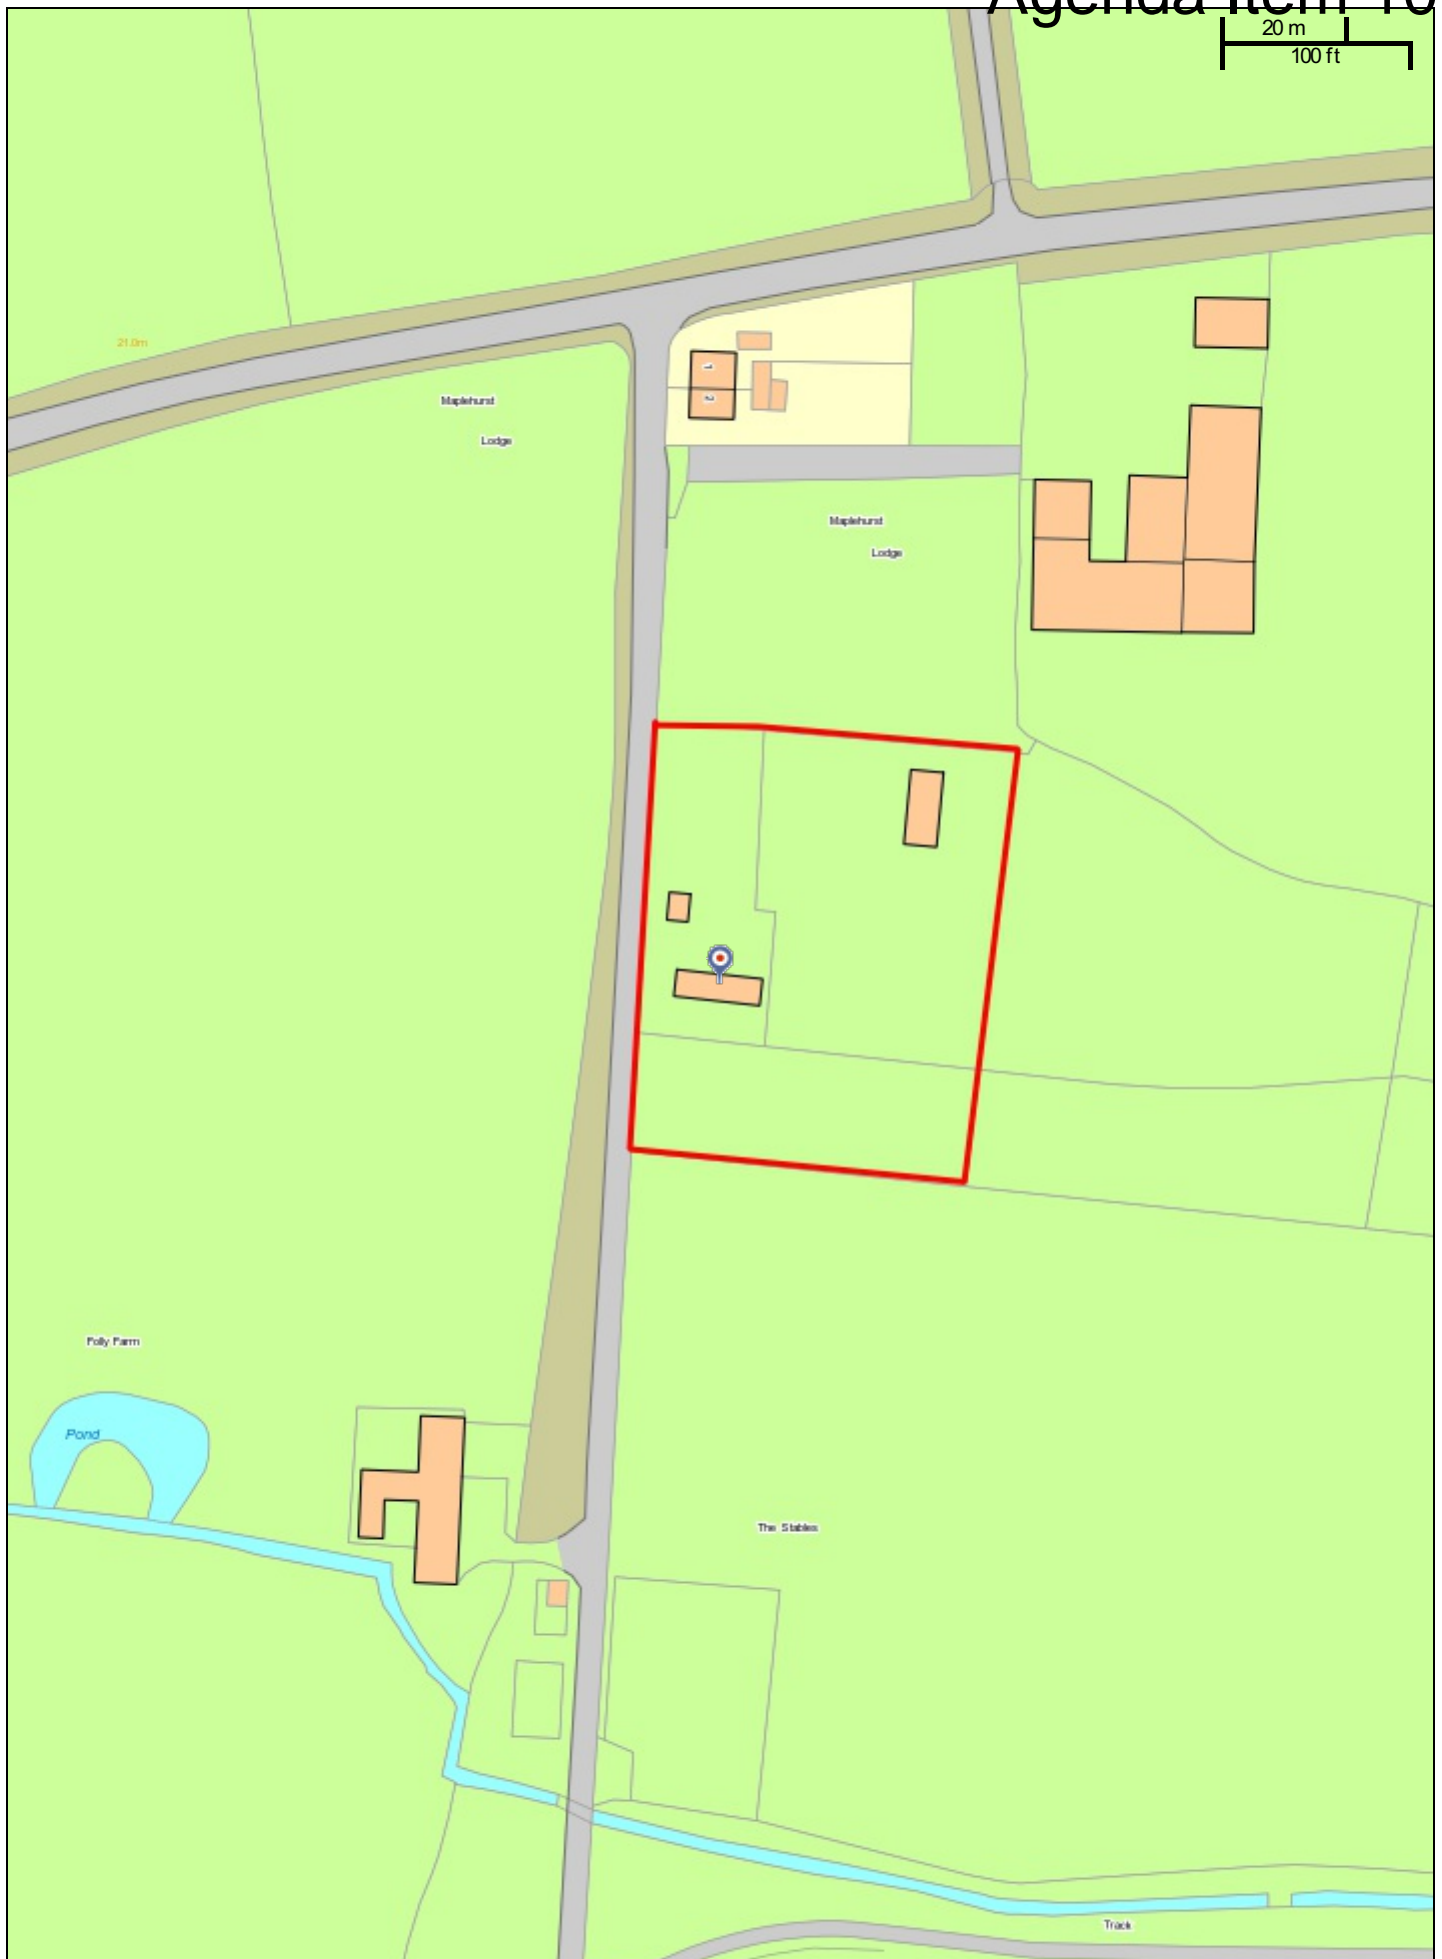 Agenda Item 10
20 m
100 ft
21.0m
1
2
Maplehurst
Lodge
Maplehurst
Lodge
Folly Farm
Pond
The Stables
Track